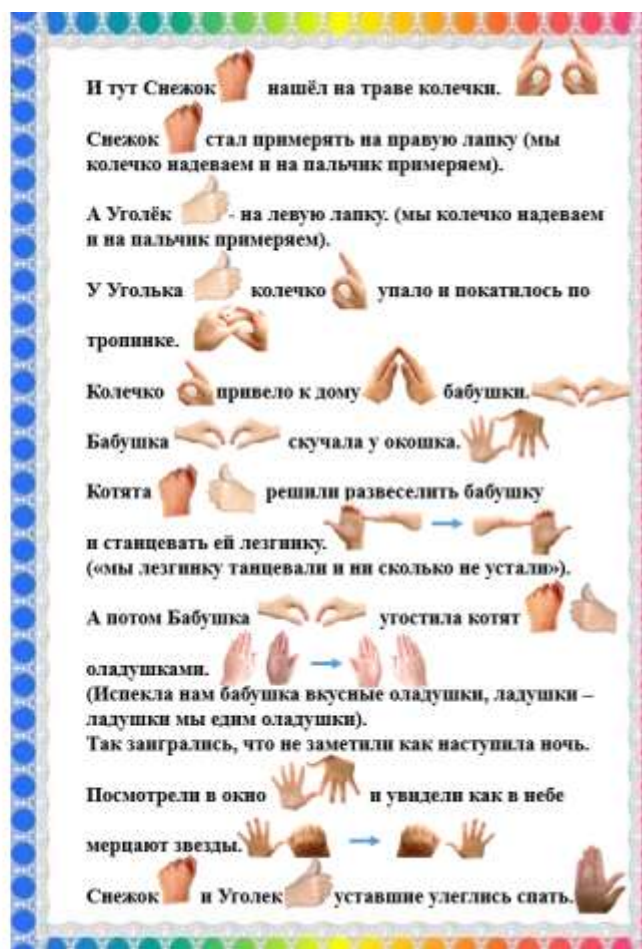 И тут Снежок нашёл на траве колечки.
Снежок стал примерять на правую лапку (мы
колечко надеваем и на пальчик примеряем).
А Уголёк - на левую лапку. (мы колечко надеваем
и на пальчик примеряем).
У Уголька колечко упало и покатилось по
тропинке.
Колечко привело к дому бабушки.
Бабушка скучала у окошка.
Котята решили развеселить бабушку
и станцевать ей лезгинку.
(«мы лезгинку танцевали и ни сколько не устали»).
А потом Бабушка угостила котят
оладушками.
(Испекла нам бабушка вкусные оладушки, ладушки –
ладушки мы едим оладушки).
Так заигрались, что не заметили как наступила ночь.
Посмотрели в окно и увидели как в небе
мерцают звезды.
Снежок и Уголек уставшие улеглись спать.